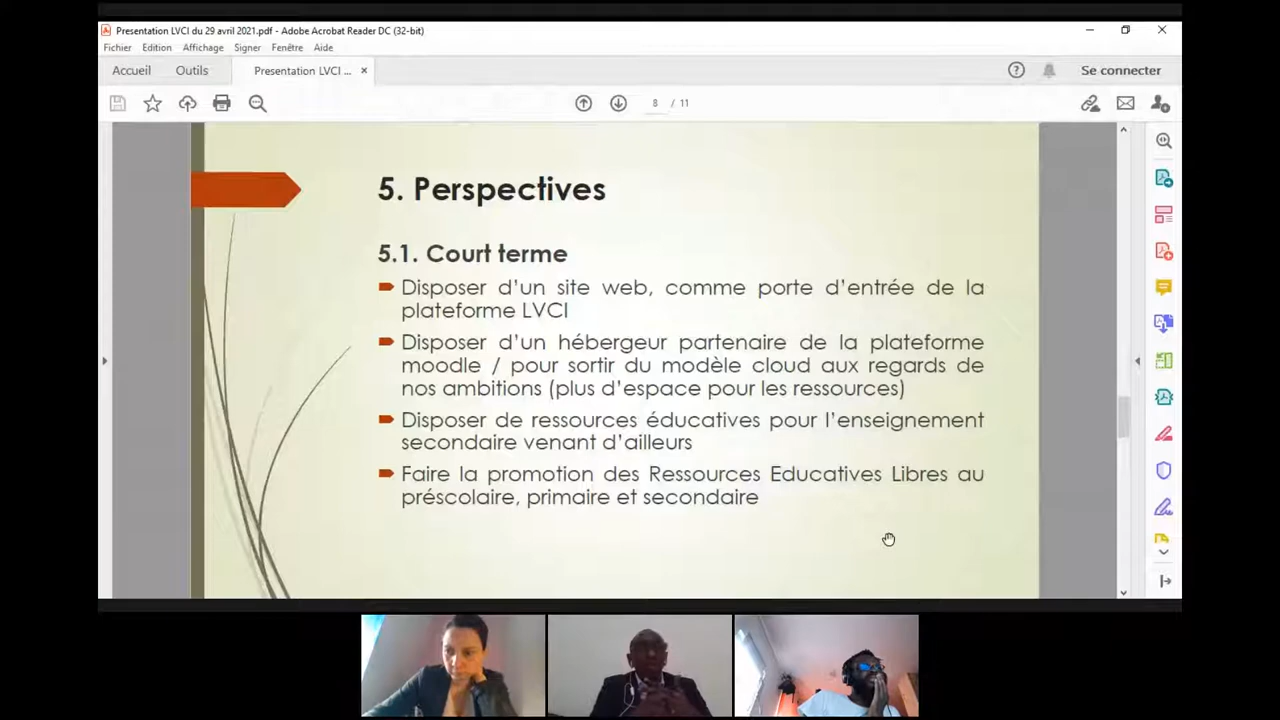 Presentation LVCI du 29 avril 2021.pdf - Adobe Acrobat Reader DC (32-bit)
Fichier Edition Affichage Signer Fenêtre Aide
Accueil Outils Presentation LVCI ... × Se connecter
8 / 11
5. Perspectives
5.1. Court terme
Disposer d'un site web, comme porte d'entrée de la
plateforme LVCI
Disposer d'un hébergeur partenaire de la plateforme
moodle / pour sortir du modèle cloud aux regards de
nos ambitions (plus d'espace pour les ressources)
Disposer de ressources éducatives pour l'enseignement
secondaire venant d'ailleurs
Faire la promotion des Ressources Educatives Libres au
préscolaire, primaire et secondaire